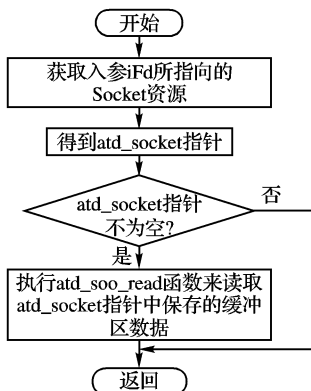 开始
获取入参iFd所指向的
Socket资源
得到atd_socket指针
atd_socket指针
不为空?
否
是
执行atd_soo_read函数来读取
atd_socket指针中保存的缓冲
区数据
返回